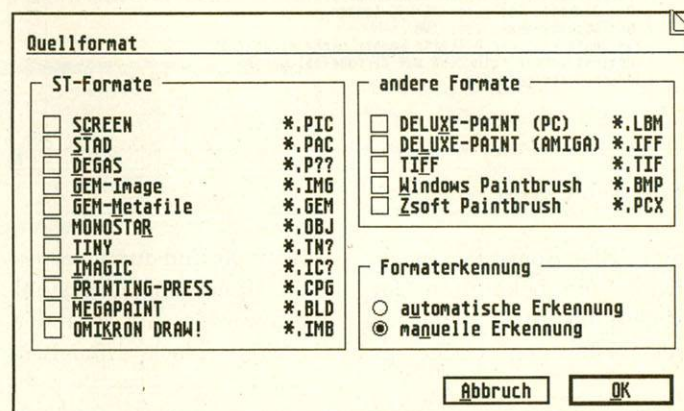 Quellformat
ST-Formate
SCREEN *.PIC
STAD *.PAC
DEGAS *.P??
GEM-Image *.IMG
GEM-Metafile *.GEM
MONOSTAR *.OBJ
TINY *.TN?
IMAGIC *.IC?
PRINTING-PRESS *.CPG
MEGAPAINT *.BLD
OMIKRON DRAW! *.IMB
andere Formate
DELUXE-PAINT (PC) *.LBM
DELUXE-PAINT (AMIGA) *.IFF
TIFF *.TIF
Windows Paintbrush *.BMP
Zsoft Paintbrush *.PCX
Formaterkennung
automatische Erkennung
manuelle Erkennung
Abbruch
OK